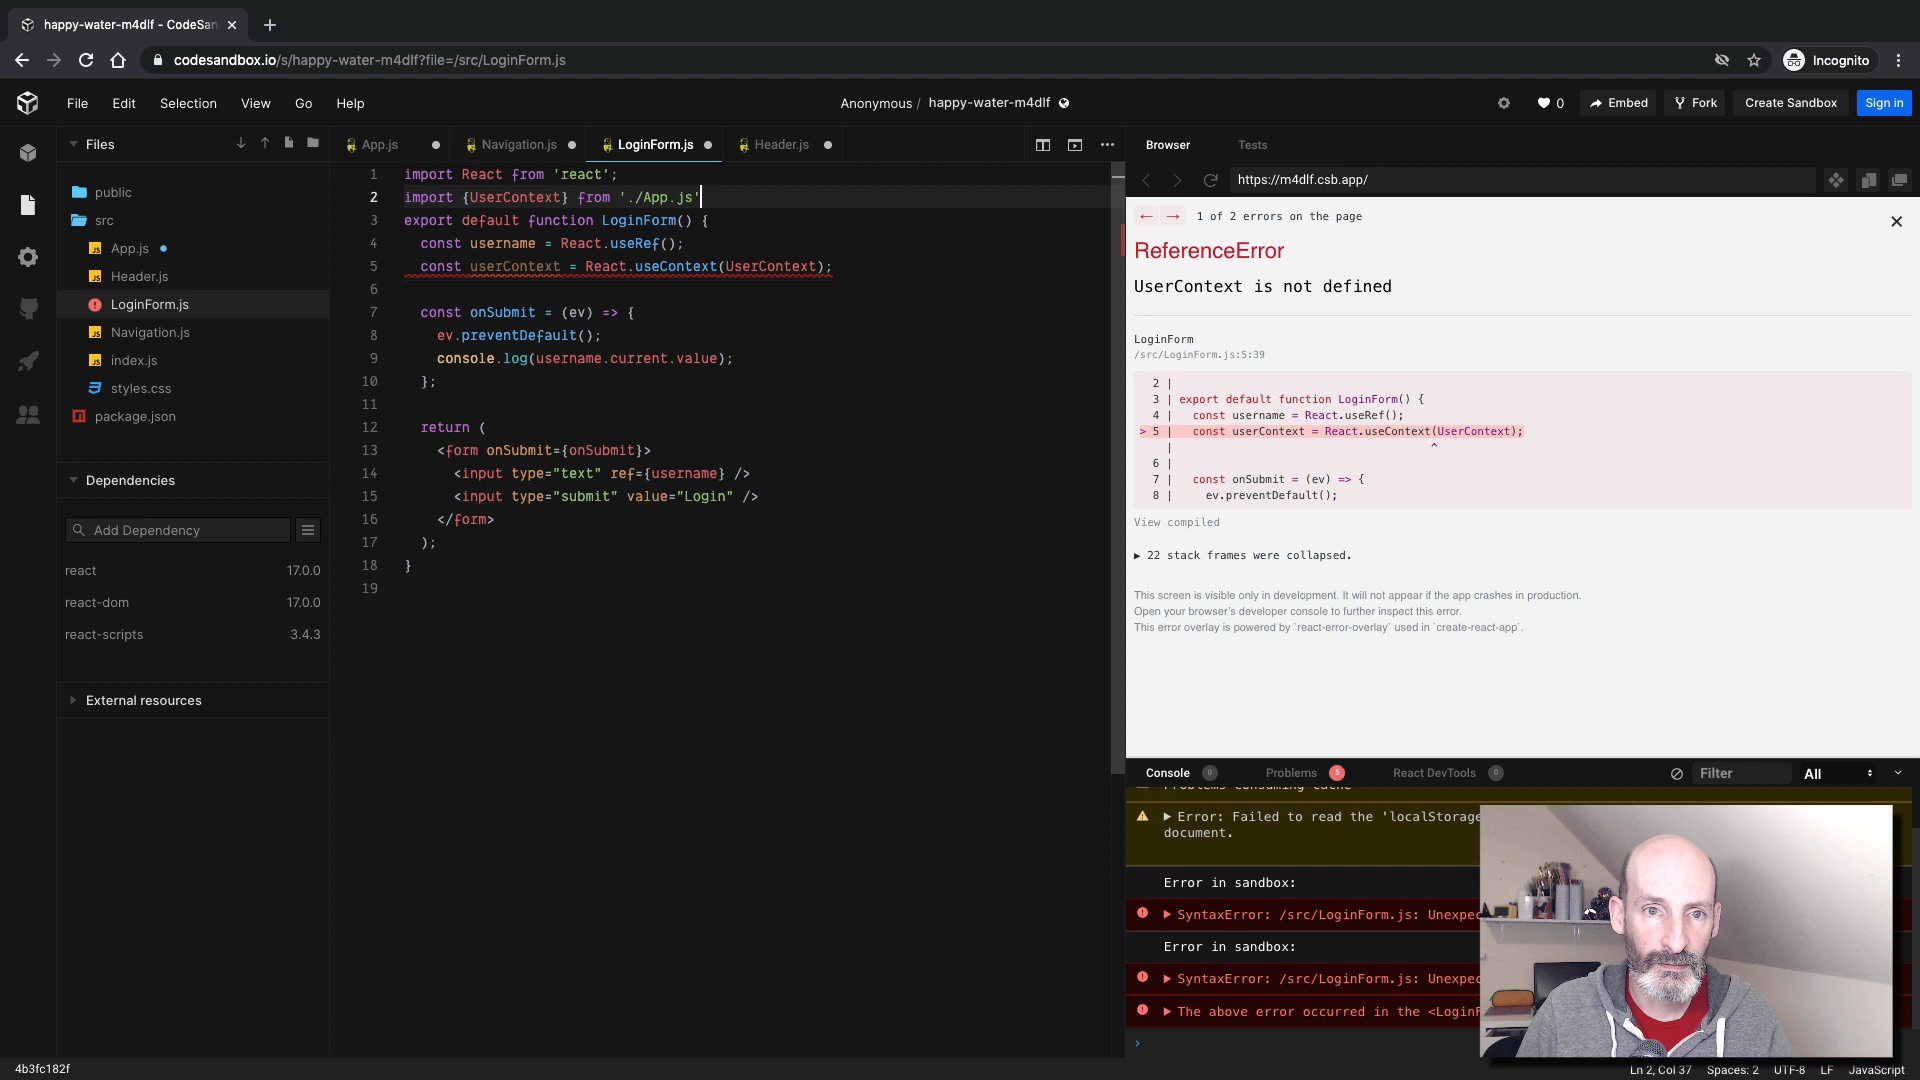 happy-water-m4dlf - CodeSan
codesandbox.io/s/happy-water-m4dlf?file=/src/LoginForm.js
Incognito
File Edit Selection View Go Help
Anonymous / happy-water-m4dlf
0
Embed
Fork
Create Sandbox
Sign in
Files
public
src
App.js
Header.js
LoginForm.js
Navigation.js
index.js
styles.css
package.json
Dependencies
Add Dependency
react 17.0.0
react-dom 17.0.0
react-scripts 3.4.3
External resources
App.js Navigation.js LoginForm.js Header.js
1 import React from 'react';
2 import {UserContext} from './App.js'
3 export default function LoginForm() {
4 const username = React.useRef();
5 const userContext = React.useContext(UserContext);
6
7 const onSubmit = (ev) => {
8 ev.preventDefault();
9 console.log(username.current.value);
10 };
11
12 return (
13 <form onSubmit={onSubmit}>
14 <input type="text" ref={username} />
15 <input type="submit" value="Login" />
16 </form>
17 );
18 }
19
Browser Tests
https://m4dlf.csb.app/
← → 1 of 2 errors on the page
ReferenceError
UserContext is not defined
LoginForm
/src/LoginForm.js:5:39
2 |
3 | export default function LoginForm() {
4 | const username = React.useRef();
> 5 | const userContext = React.useContext(UserContext);
| ^
6 |
7 | const onSubmit = (ev) => {
8 | ev.preventDefault();
View compiled
▶ 22 stack frames were collapsed.
This screen is visible only in development. It will not appear if the app crashes in production.
Open your browser's developer console to further inspect this error.
This error overlay is powered by `react-error-overlay` used in `create-react-app`.
Console 0 Problems 5 React DevTools 0
Filter
All
Problems consuming cache
▶ Error: Failed to read the 'localStorage
document.
Error in sandbox:
▶ SyntaxError: /src/LoginForm.js: Unexpec
Error in sandbox:
▶ SyntaxError: /src/LoginForm.js: Unexpec
▶ The above error occurred in the <LoginF
4b3fc182f
Ln 2, Col 37 Spaces: 2 UTF-8 LF JavaScript